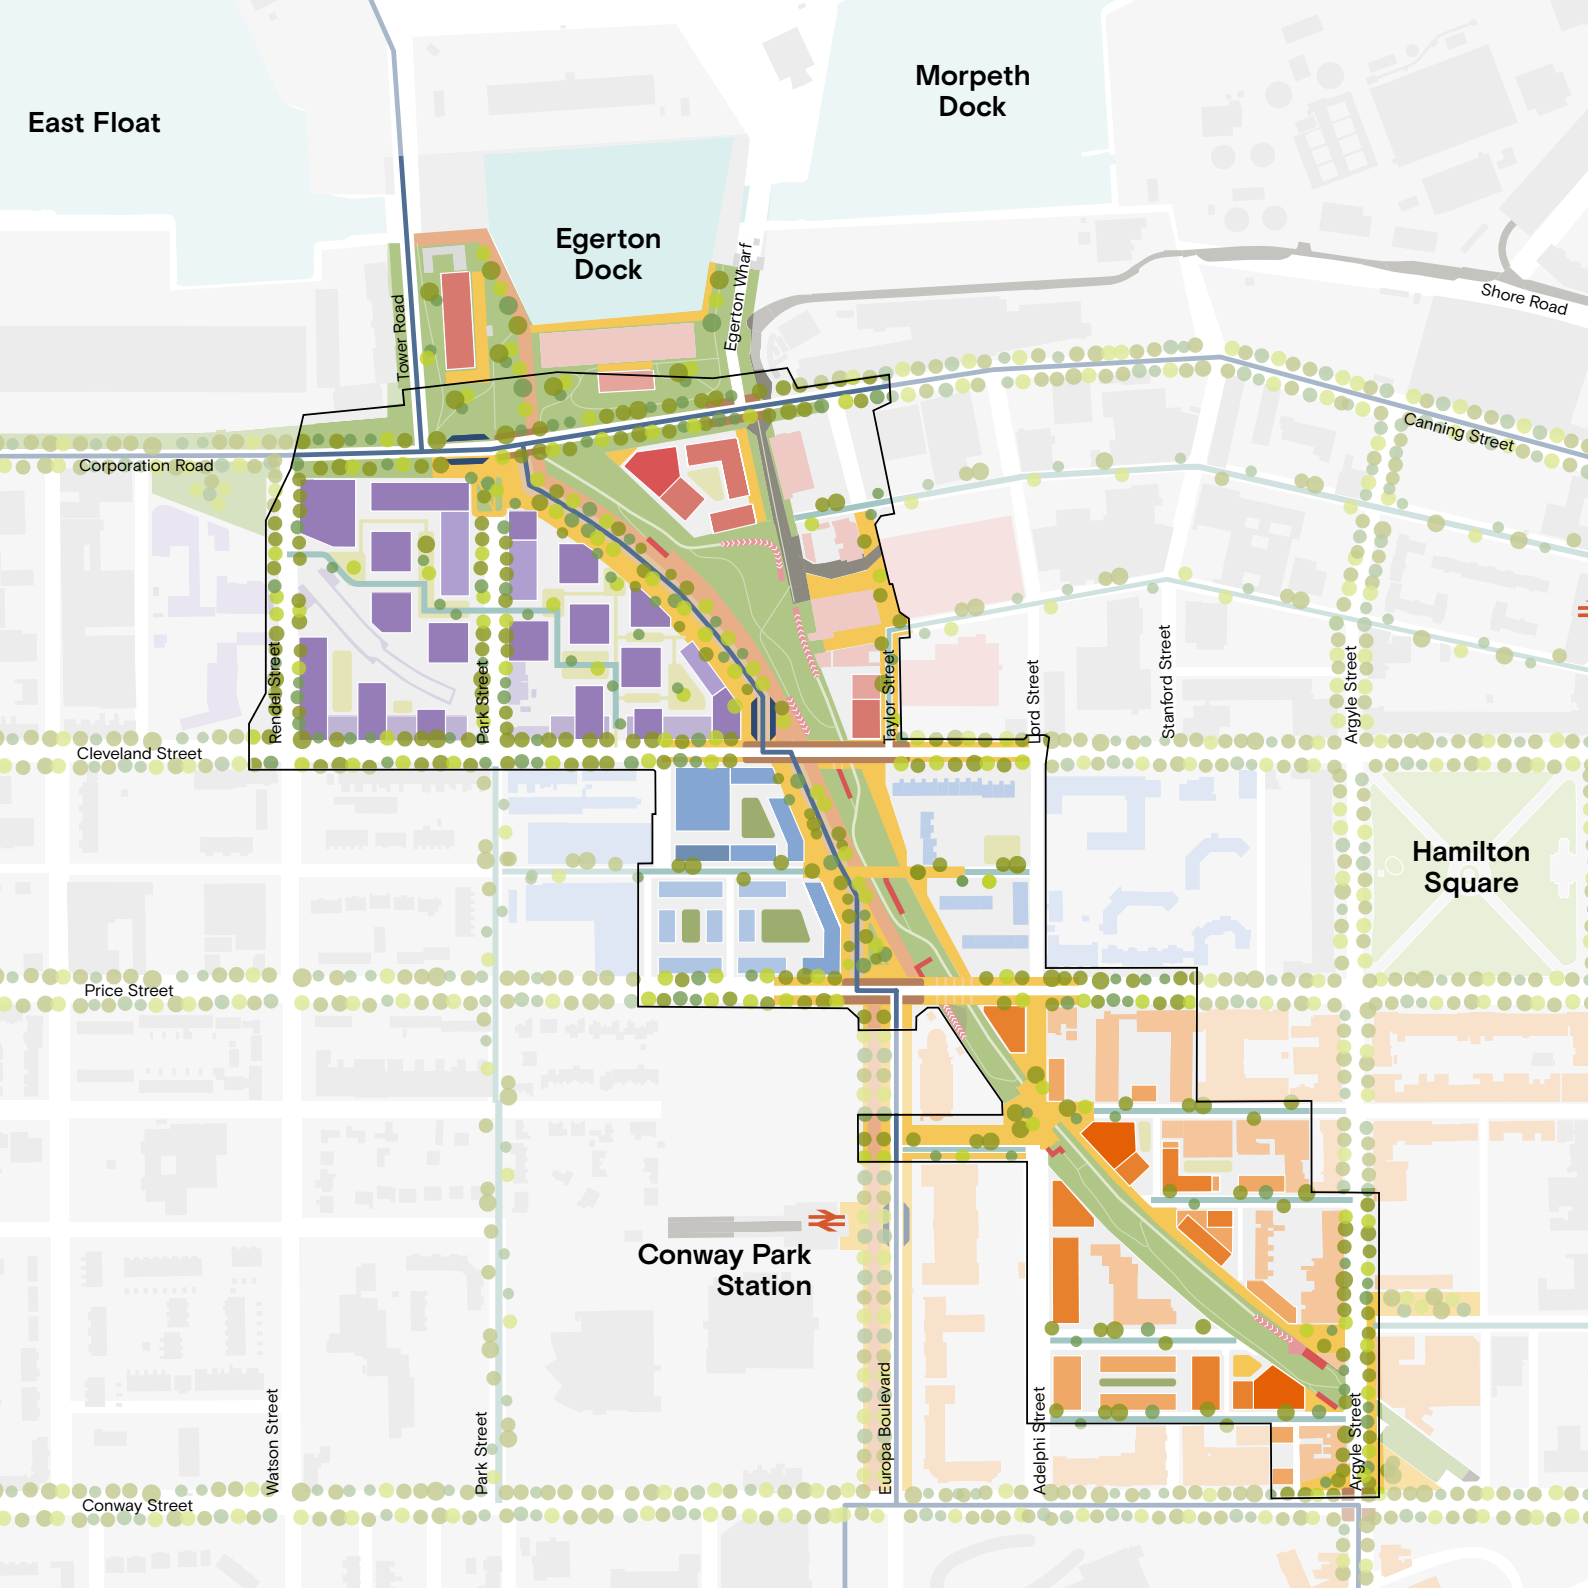 Morpeth
Dock
East Float
Egerton
Dock
Egerton Wharf
Tower Road
Shore Road
Canning Street
Corporation Road
Rendel Street
Park Street
Taylor Street
Lord Street
Stanford Street
Argyle Street
Cleveland Street
Hamilton
Square
Price Street
Conway Park
Station
Watson Street
Park Street
Europa Boulevard
Adelphi Street
Argyle Street
Conway Street